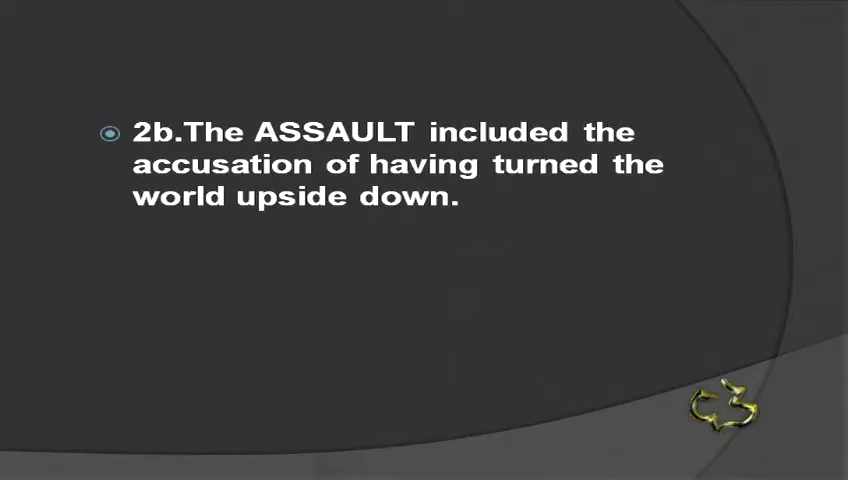 2b.The ASSAULT included the
accusation of having turned the
world upside down.